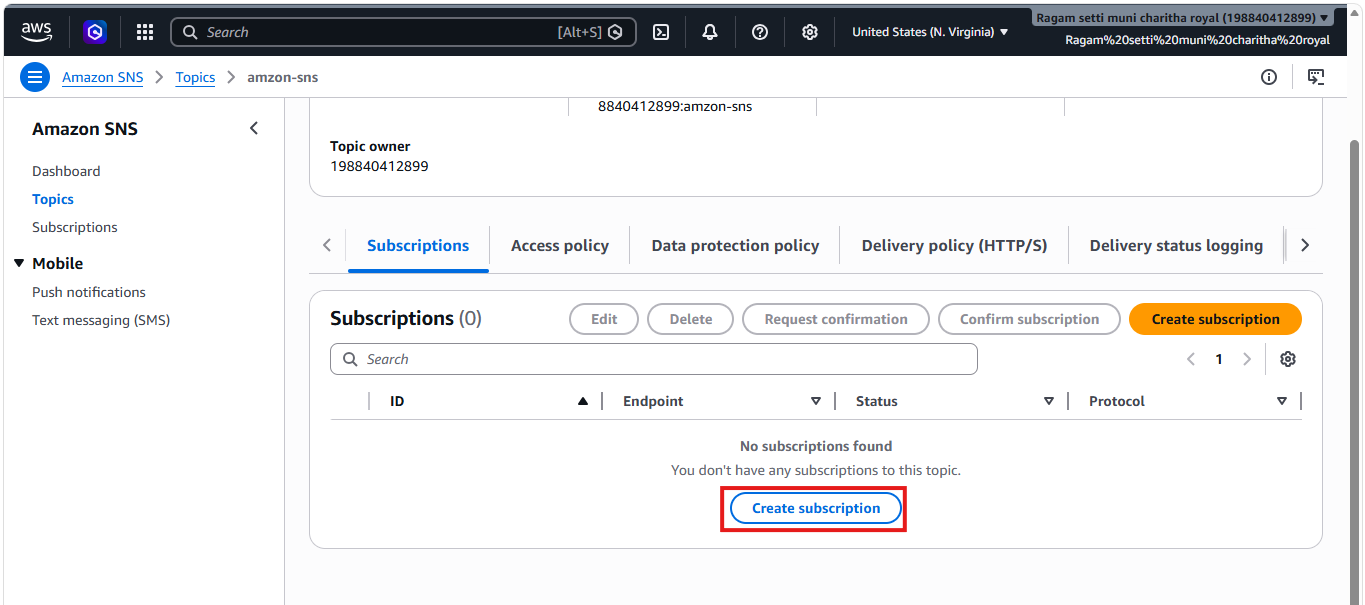 aws
Search [Alt+S]
United States (N. Virginia)
Ragam setti muni charitha royal (198840412899)
Ragam%20setti%20muni%20charitha%20royal
Amazon SNS > Topics > amzon-sns
Amazon SNS
Dashboard
Topics
Subscriptions
Mobile
Push notifications
Text messaging (SMS)
8840412899:amzon-sns
Topic owner
198840412899
Subscriptions Access policy Data protection policy Delivery policy (HTTP/S) Delivery status logging
Subscriptions (0) Edit Delete Request confirmation Confirm subscription Create subscription
Search 1
ID Endpoint Status Protocol
No subscriptions found
You don't have any subscriptions to this topic.
Create subscription